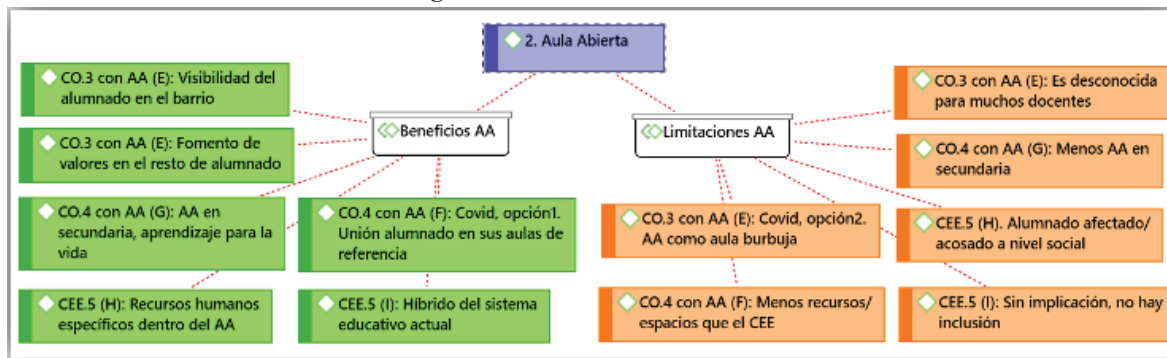 2. Aula Abierta
CO.3 con AA (E): Visibilidad del
alumnado en el barrio
CO.3 con AA (E): Fomento de
valores en el resto de alumnado
Beneficios AA
CO.4 con AA (G): AA en
secundaria, aprendizaje para la
vida
CO.4 con AA (F): Covid, opción1.
Unión alumnado en sus aulas de
referencia
CEE.5 (H): Recursos humanos
específicos dentro del AA
CEE.5 (I): Híbrido del sistema
educativo actual
Limitaciones AA
CO.3 con AA (E): Es desconocida
para muchos docentes
CO.4 con AA (G): Menos AA en
secundaria
CO.3 con AA (E): Covid, opción2.
AA como aula burbuja
CEE.5 (H). Alumnado afectado/
acosado a nivel social
CO.4 con AA (F): Menos recursos/
espacios que el CEE
CEE.5 (I): Sin implicación, no hay
inclusión